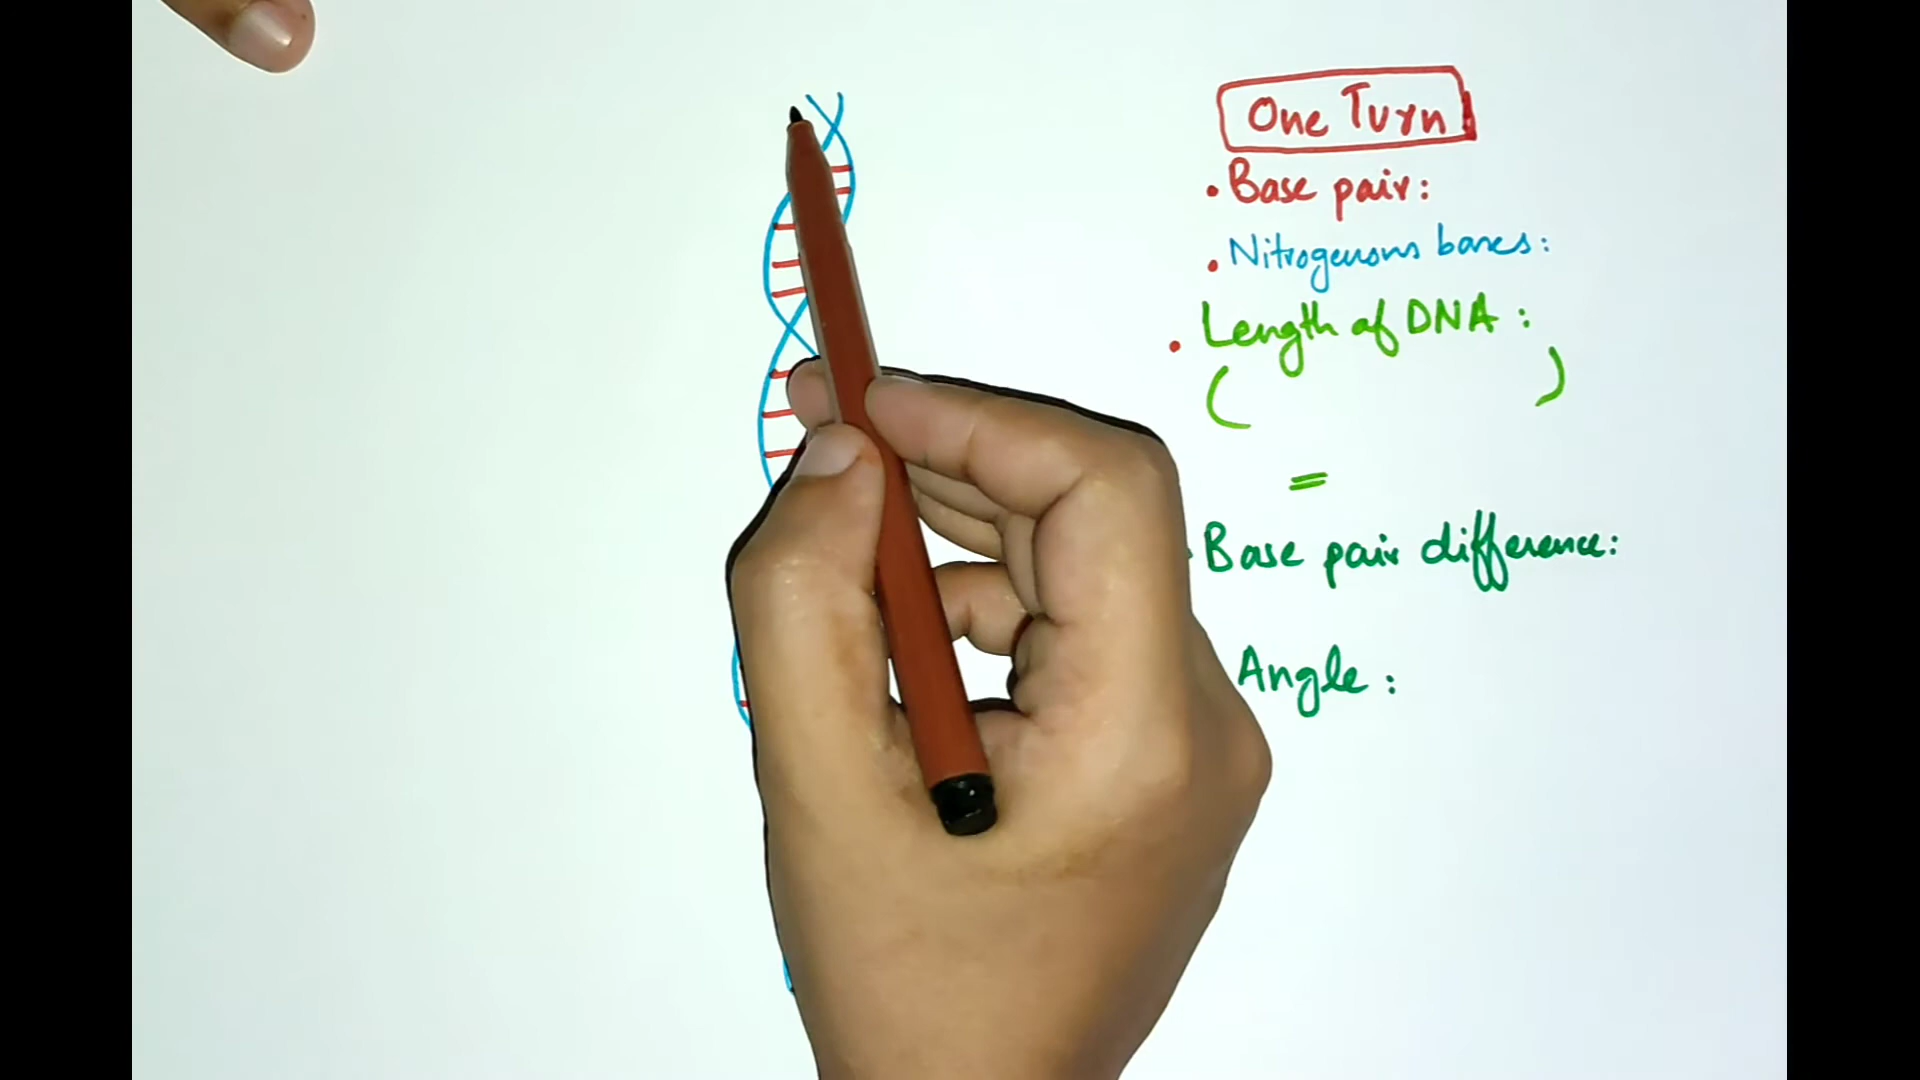 One Turn
• Base pair:
• Nitrogenous bases:
• Length of DNA:
( )
=
Base pair difference:
Angle: